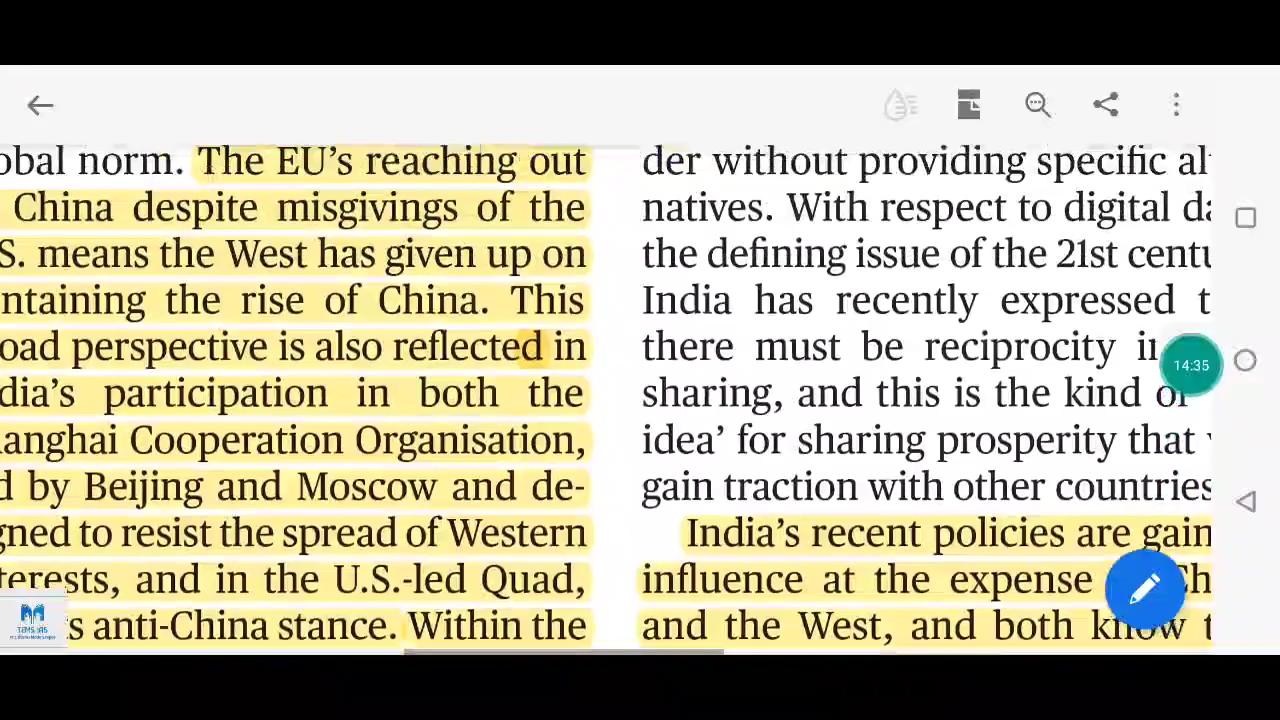 obal norm. The EU's reaching out
China despite misgivings of the
S. means the West has given up on
ntaining the rise of China. This
oad perspective is also reflected in
dia's participation in both the
anghai Cooperation Organisation,
d by Beijing and Moscow and de-
gned to resist the spread of Western
terests, and in the U.S.-led Quad,
's anti-China stance. Within the
der without providing specific al
natives. With respect to digital da
the defining issue of the 21st centu
India has recently expressed t
there must be reciprocity i
sharing, and this is the kind of
idea' for sharing prosperity that
gain traction with other countries
India's recent policies are gain
influence at the expense Ch
and the West, and both know t
14:35